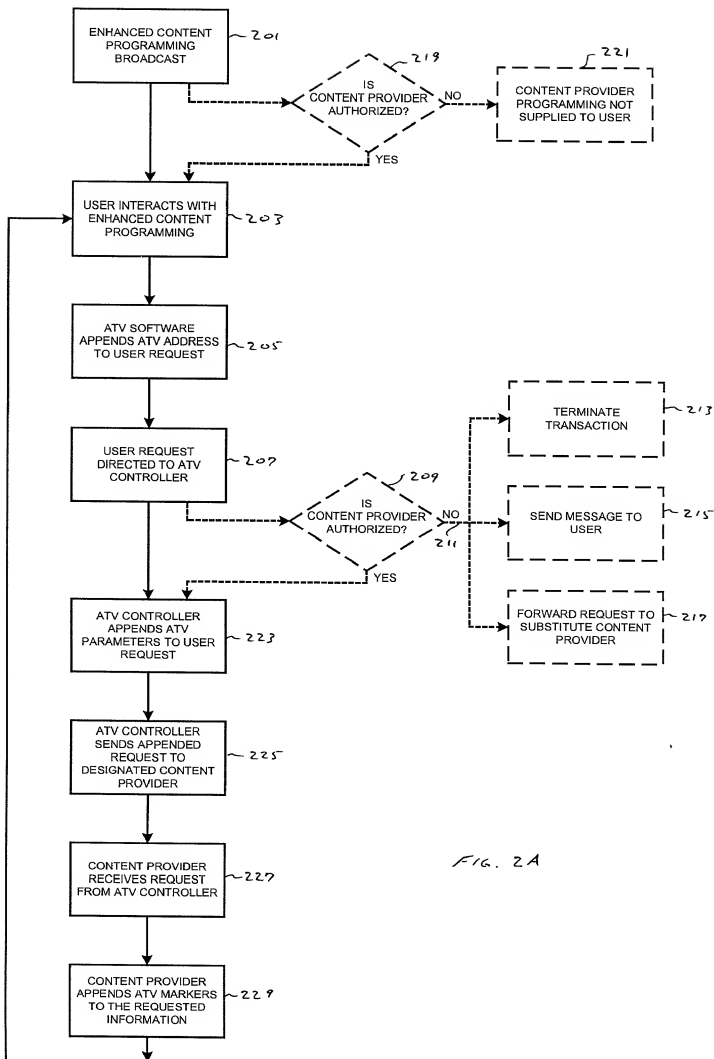 ENHANCED CONTENT
PROGRAMMING
BROADCAST
201
IS
CONTENT PROVIDER
AUTHORIZED?
219
NO
YES
221
CONTENT PROVIDER
PROGRAMMING NOT
SUPPLIED TO USER
USER INTERACTS WITH
ENHANCED CONTENT
PROGRAMMING
203
ATV SOFTWARE
APPENDS ATV ADDRESS
TO USER REQUEST
205
USER REQUEST
DIRECTED TO ATV
CONTROLLER
207
IS
CONTENT PROVIDER
AUTHORIZED?
209
NO
211
YES
TERMINATE
TRANSACTION
213
SEND MESSAGE TO
USER
215
FORWARD REQUEST TO
SUBSTITUTE CONTENT
PROVIDER
217
ATV CONTROLLER
APPENDS ATV
PARAMETERS TO USER
REQUEST
223
ATV CONTROLLER
SENDS APPENDED
REQUEST TO
DESIGNATED CONTENT
PROVIDER
225
CONTENT PROVIDER
RECEIVES REQUEST
FROM ATV CONTROLLER
227
FIG. 2A
CONTENT PROVIDER
APPENDS ATV MARKERS
TO THE REQUESTED
INFORMATION
229